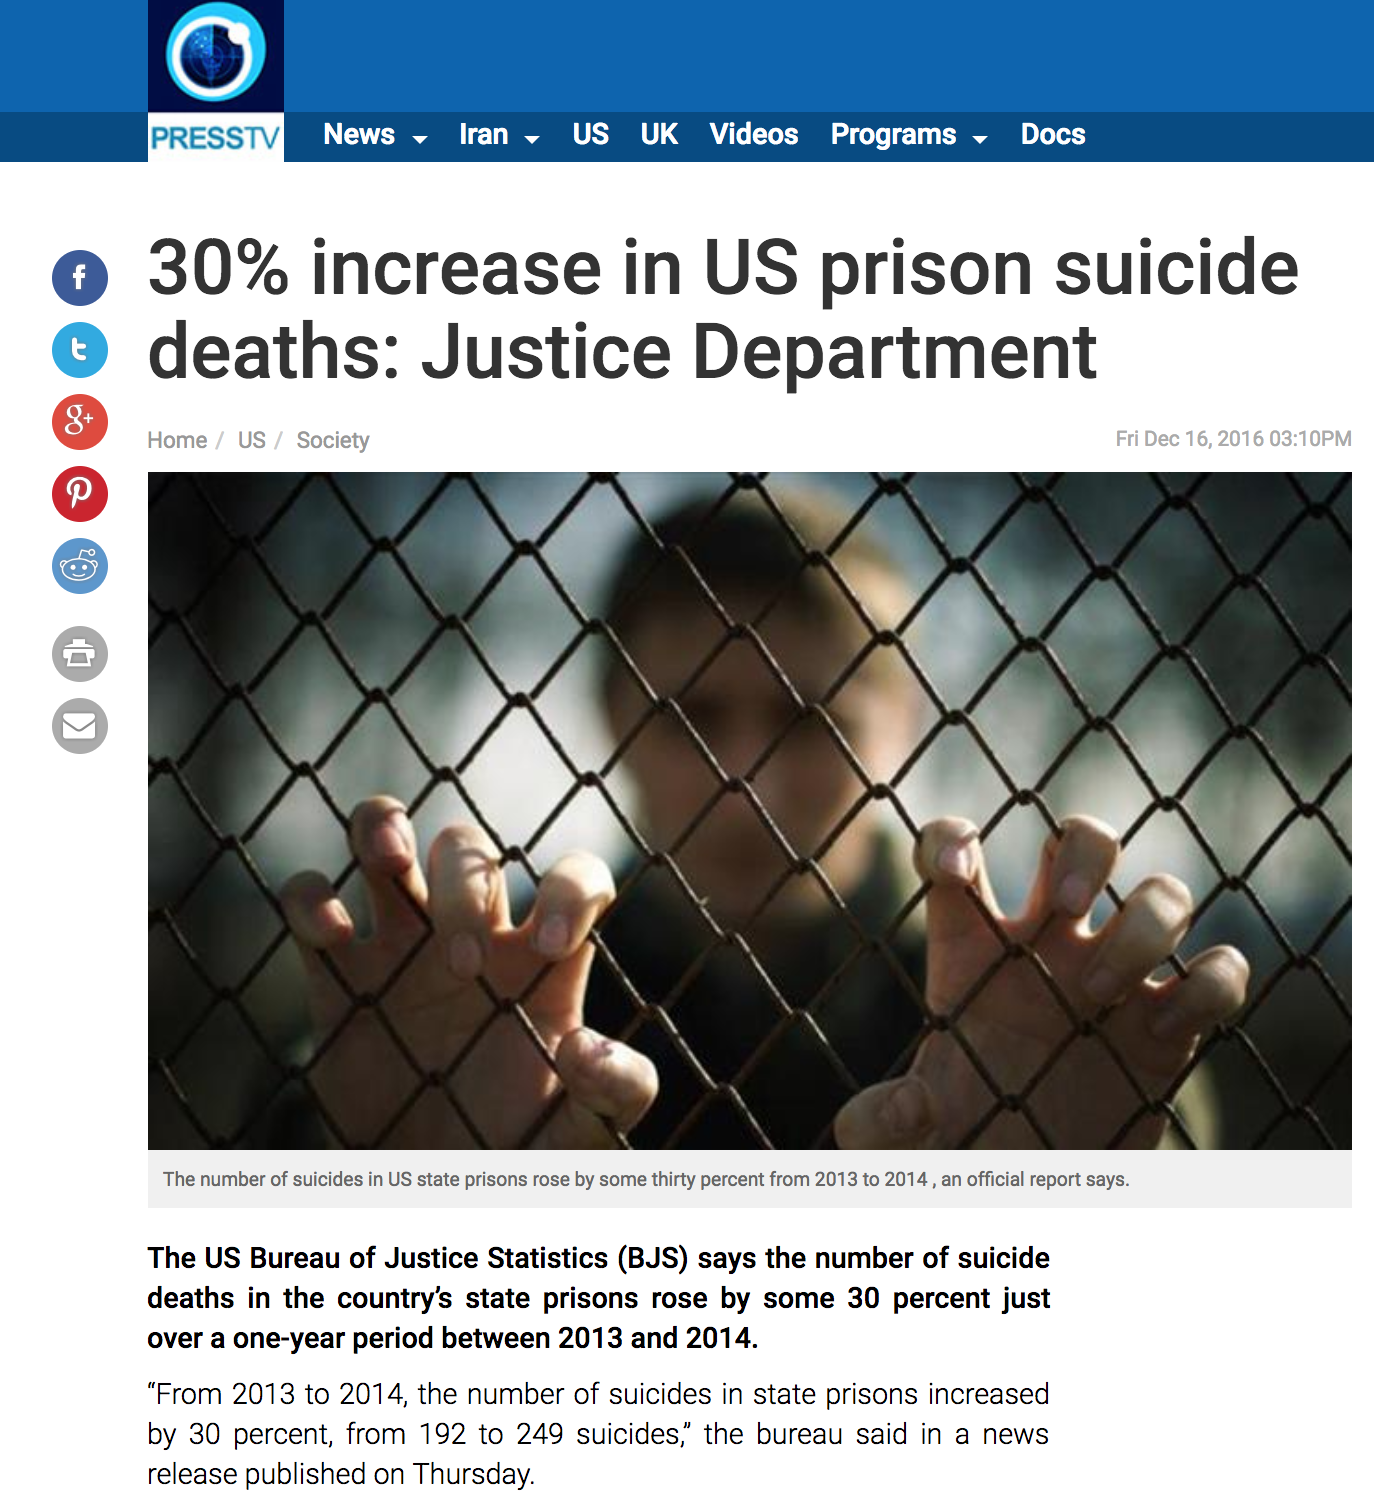 PRESSTV
News Iran US UK Videos Programs Docs
30% increase in US prison suicide
deaths: Justice Department
Home / US / Society
Fri Dec 16, 2016 03:10PM
The number of suicides in US state prisons rose by some thirty percent from 2013 to 2014 , an official report says.
The US Bureau of Justice Statistics (BJS) says the number of suicide
deaths in the country’s state prisons rose by some 30 percent just
over a one-year period between 2013 and 2014.
“From 2013 to 2014, the number of suicides in state prisons increased
by 30 percent, from 192 to 249 suicides,” the bureau said in a news
release published on Thursday.